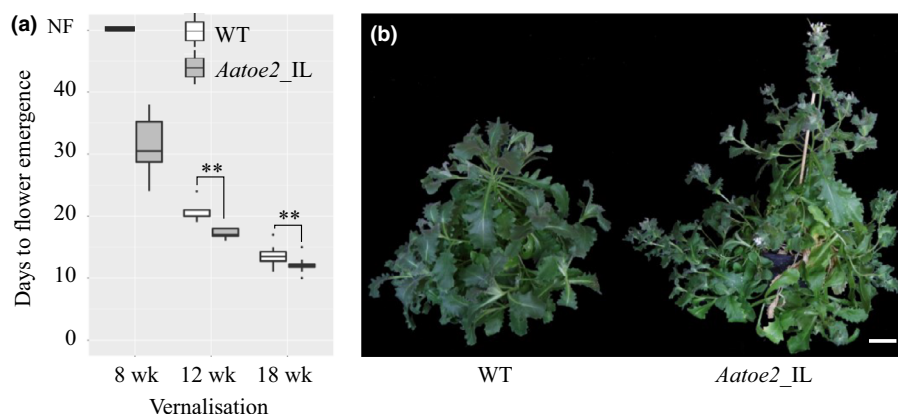 (a)
NF
WT
Aatoe2_IL
Days to flower emergence
40
30
20
10
0
**
**
8 wk 12 wk 18 wk
Vernalisation
(b)
WT Aatoe2_IL